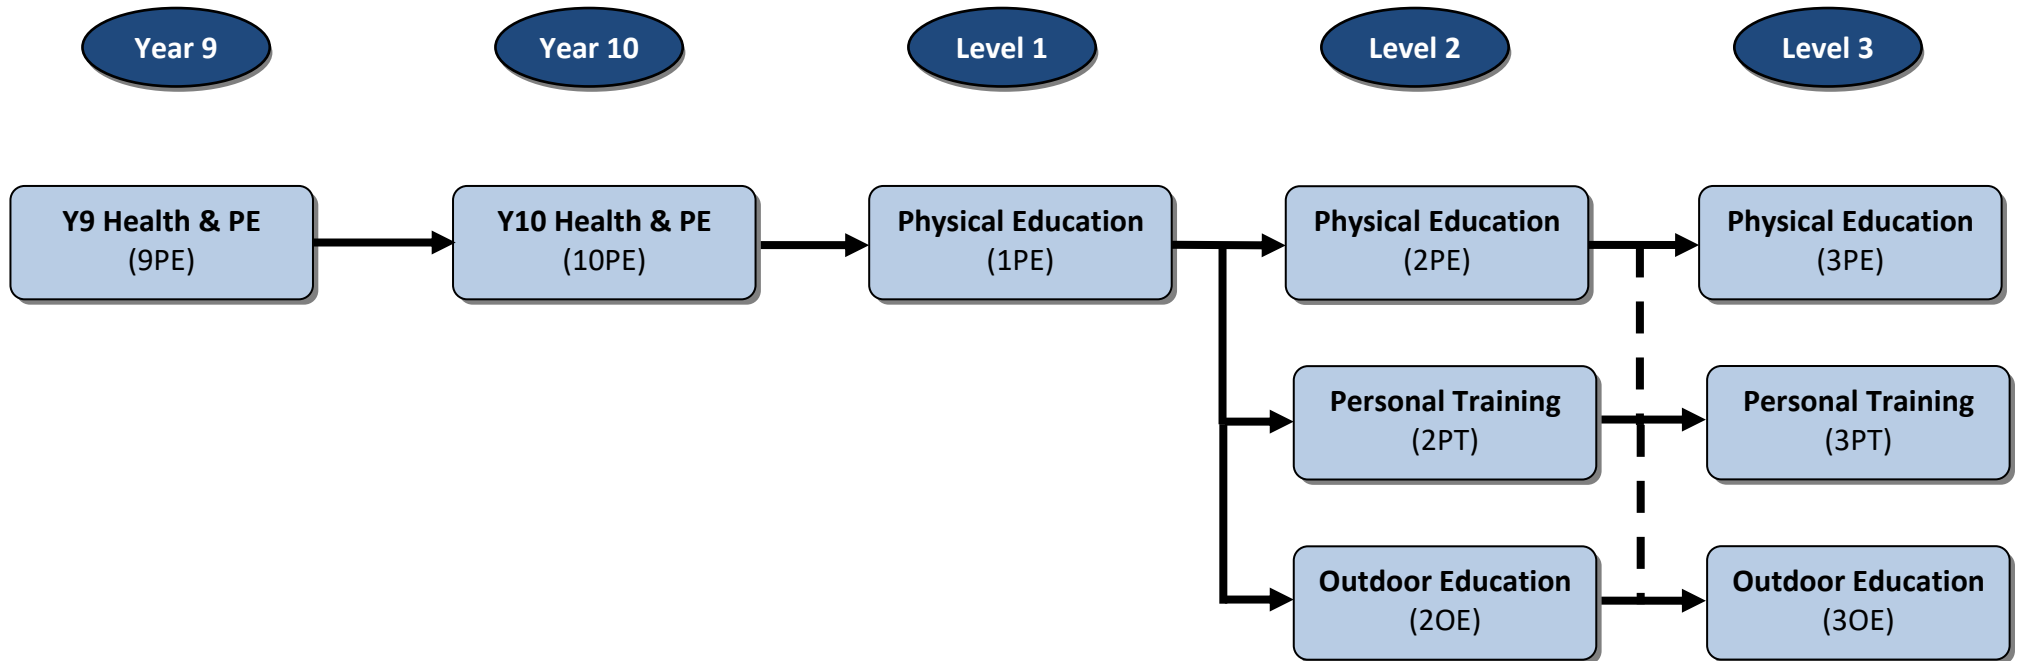 Year 9
Year 10
Level 1
Level 2
Level 3
Y9 Health & PE
(9PE)
Y10 Health & PE
(10PE)
Physical Education
(1PE)
Physical Education
(2PE)
Physical Education
(3PE)
Personal Training
(2PT)
Personal Training
(3PT)
Outdoor Education
(2OE)
Outdoor Education
(3OE)